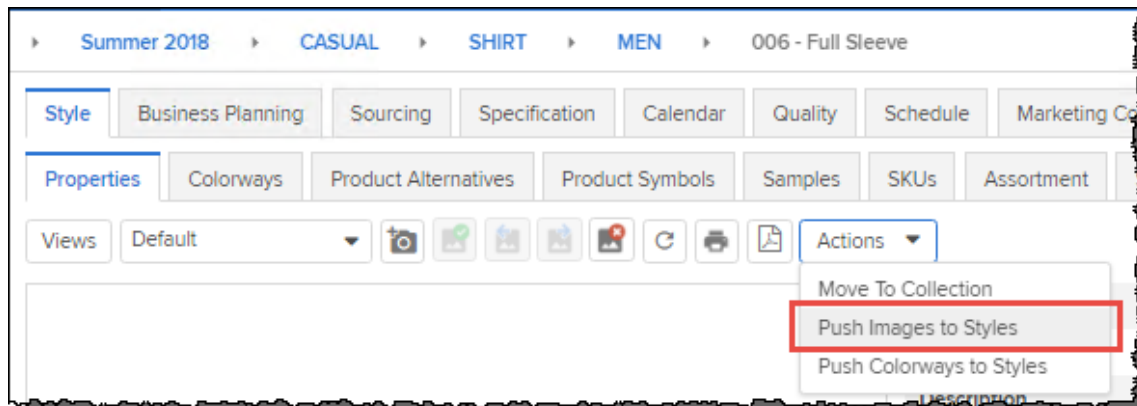 Summer 2018 CASUAL SHIRT MEN 006 - Full Sleeve
Style Business Planning Sourcing Specification Calendar Quality Schedule Marketing
Properties Colorways Product Alternatives Product Symbols Samples SKUs Assortment
Views Default Actions
Move To Collection
Push Images to Styles
Push Colorways to Styles
Description